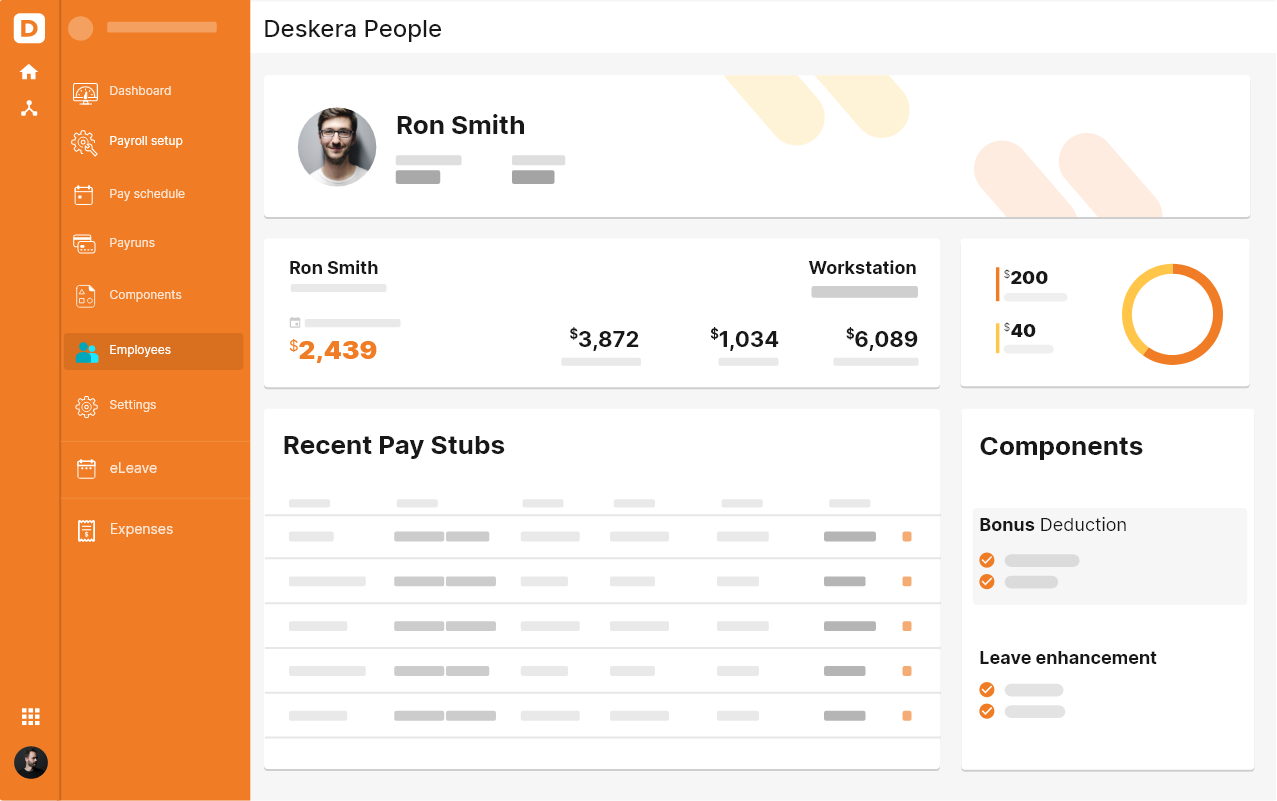 D
Deskera People
Dashboard
Payroll setup
Pay schedule
Payruns
Components
Employees
Settings
eLeave
Expenses
Ron Smith
Ron Smith
Workstation
$2,439
$3,872
$1,034
$6,089
$200
$40
Recent Pay Stubs
Components
Bonus Deduction
Leave enhancement